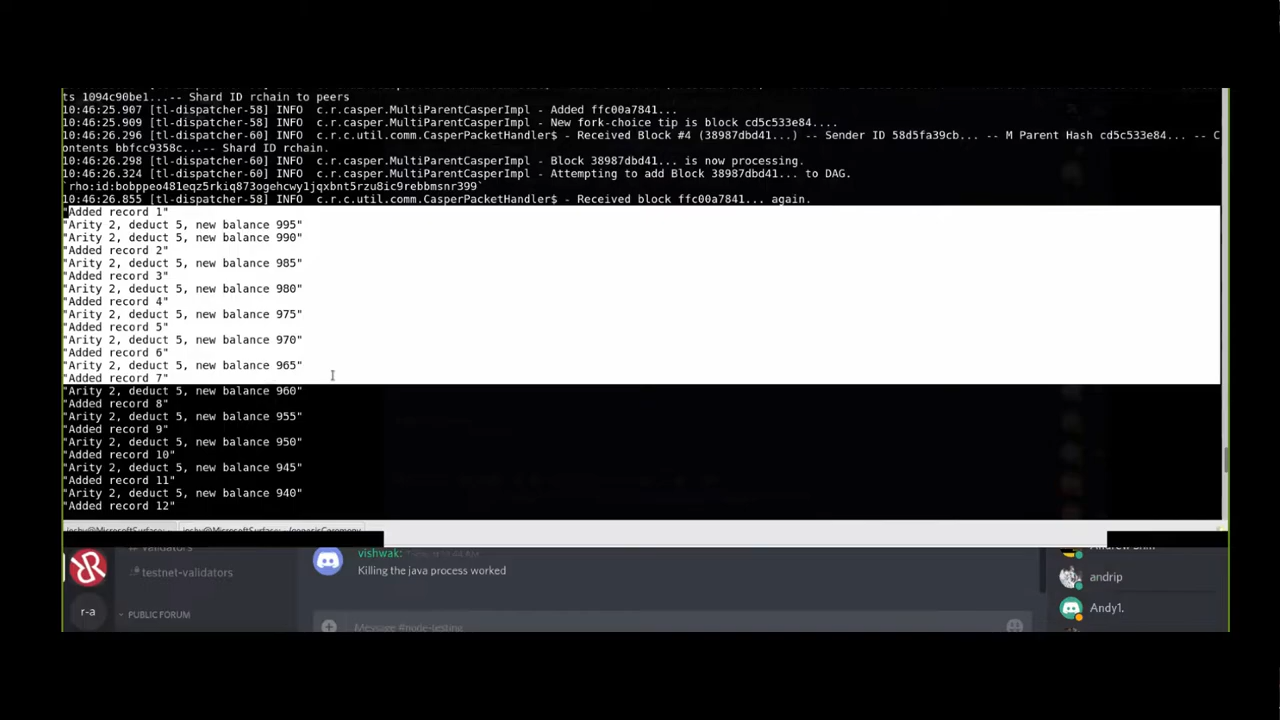 ts 1094c90be1...-- Shard ID rchain to peers
10:46:25.907 [tl-dispatcher-58] INFO  c.r.casper.MultiParentCasperImpl - Added ffc00a7841...
10:46:25.909 [tl-dispatcher-58] INFO  c.r.casper.MultiParentCasperImpl - New fork-choice tip is block cd5c533e84....
10:46:26.296 [tl-dispatcher-60] INFO  c.r.c.util.comm.CasperPacketHandler$ - Received Block #4 (38987dbd41...) -- Sender ID 58d5fa39cb... -- M Parent Hash cd5c533e84... -- C
ontents bbfcc9358c...-- Shard ID rchain.
10:46:26.298 [tl-dispatcher-60] INFO  c.r.casper.MultiParentCasperImpl - Block 38987dbd41... is now processing.
10:46:26.324 [tl-dispatcher-60] INFO  c.r.casper.MultiParentCasperImpl - Attempting to add Block 38987dbd41... to DAG.
`rho:id:bobppeo481eqz5rkiq873ogehcwy1jqxbnt5rzu8ic9rebbmsnr399`
10:46:26.855 [tl-dispatcher-58] INFO  c.r.c.util.comm.CasperPacketHandler$ - Received block ffc00a7841... again.
"Added record 1"
"Arity 2, deduct 5, new balance 995"
"Arity 2, deduct 5, new balance 990"
"Added record 2"
"Arity 2, deduct 5, new balance 985"
"Added record 3"
"Arity 2, deduct 5, new balance 980"
"Added record 4"
"Arity 2, deduct 5, new balance 975"
"Added record 5"
"Arity 2, deduct 5, new balance 970"
"Added record 6"
"Arity 2, deduct 5, new balance 965"
"Added record 7"
"Arity 2, deduct 5, new balance 960"
"Added record 8"
"Arity 2, deduct 5, new balance 955"
"Added record 9"
"Arity 2, deduct 5, new balance 950"
"Added record 10"
"Arity 2, deduct 5, new balance 945"
"Added record 11"
"Arity 2, deduct 5, new balance 940"
"Added record 12"
validators
vishwak:
Killing the java process worked
andrip
# testnet-validators
Andy1.
r-a
PUBLIC FORUM
Message #node-testing